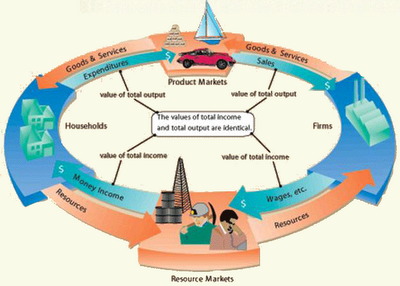 Goods & Services
Goods & Services
Expenditures
$
Sales
$
Product Markets
value of total output
value of total output
The values of total income
and total output are identical.
Households
Firms
value of total income
value of total income
$
Money Income
$
Wages, etc.
Resources
Resources
Resource Markets